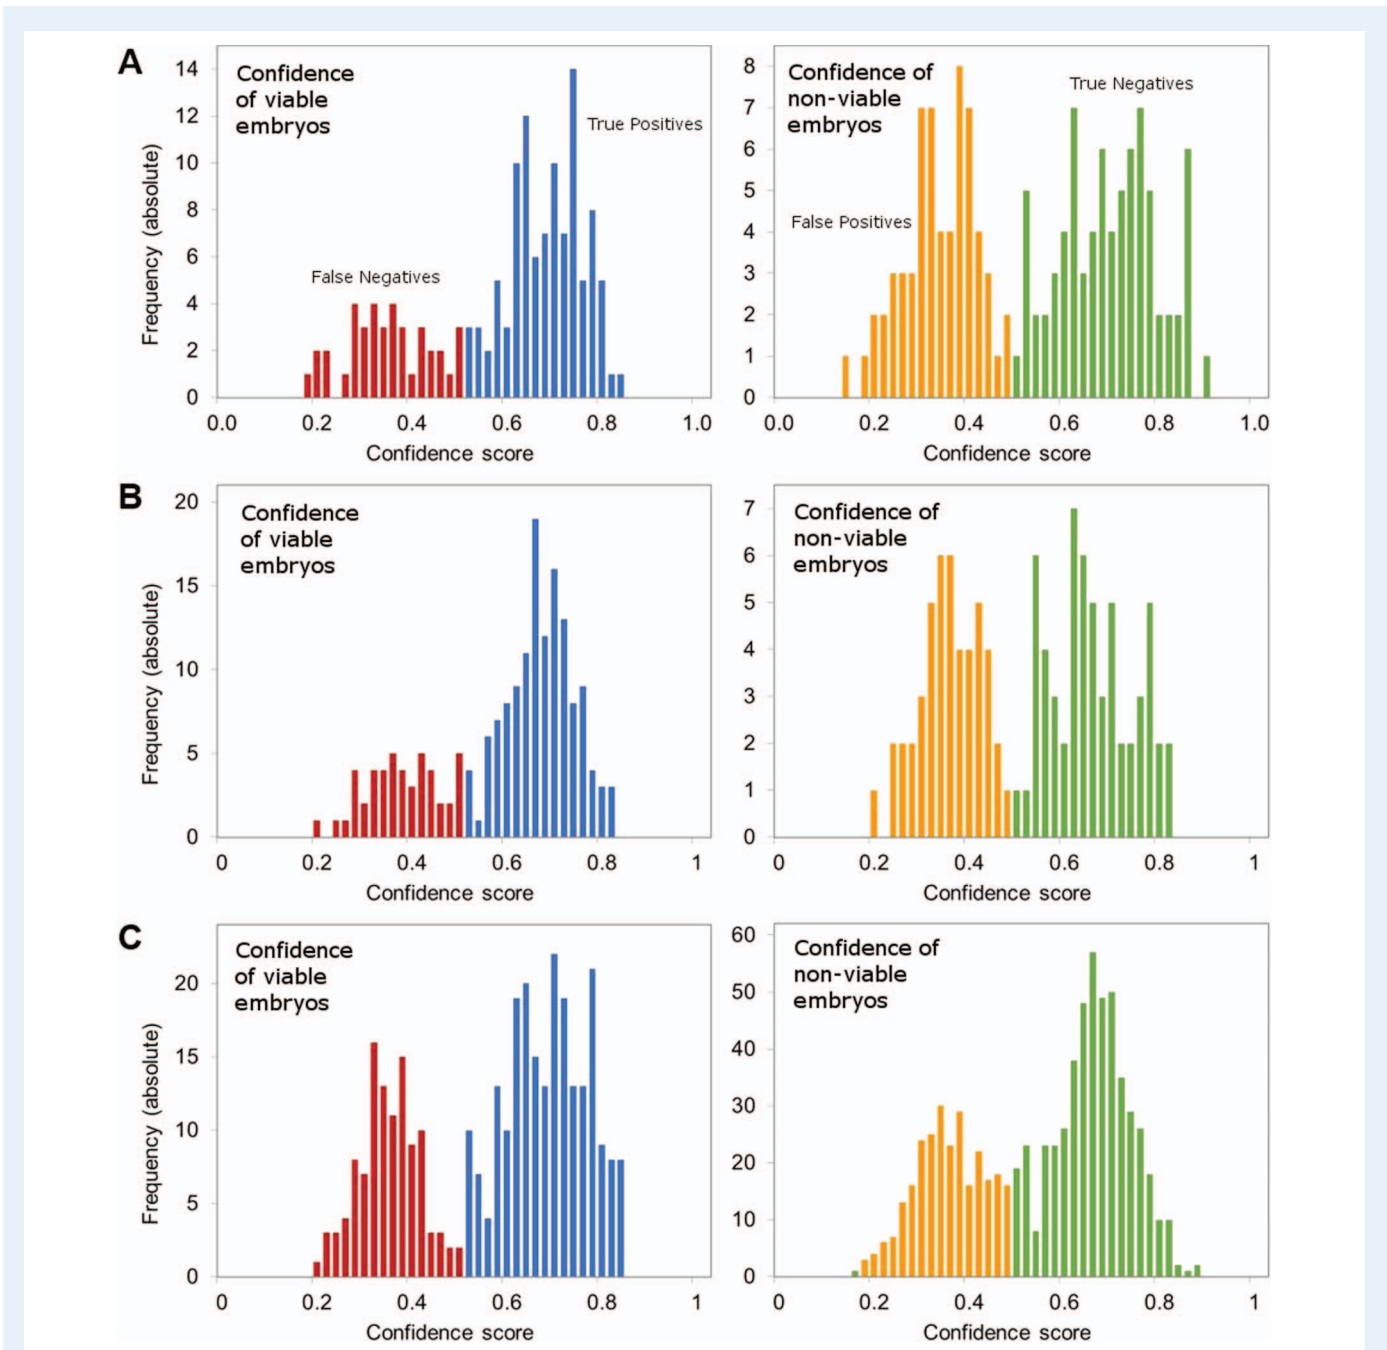 A
Confidence
of viable
embryos
True Positives
False Negatives
Frequency (absolute)
14
12
10
8
6
4
2
0
0.0 0.2 0.4 0.6 0.8 1.0
Confidence score
Confidence of
non-viable
embryos
True Negatives
False Positives
8
7
6
5
4
3
2
1
0
0.0 0.2 0.4 0.6 0.8 1.0
Confidence score
B
Confidence
of viable
embryos
Frequency (absolute)
20
15
10
5
0
0 0.2 0.4 0.6 0.8 1
Confidence score
Confidence of
non-viable
embryos
7
6
5
4
3
2
1
0
0 0.2 0.4 0.6 0.8 1
Confidence score
C
Confidence
of viable
embryos
Frequency (absolute)
20
15
10
5
0
0 0.2 0.4 0.6 0.8 1
Confidence score
Confidence of
non-viable
embryos
60
50
40
30
20
10
0
0 0.2 0.4 0.6 0.8 1
Confidence score